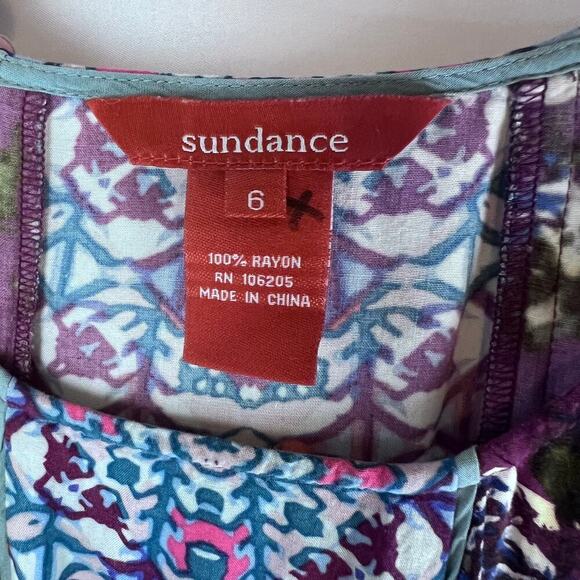 sundance
6
100% RAYON
RN 106205
MADE IN CHINA